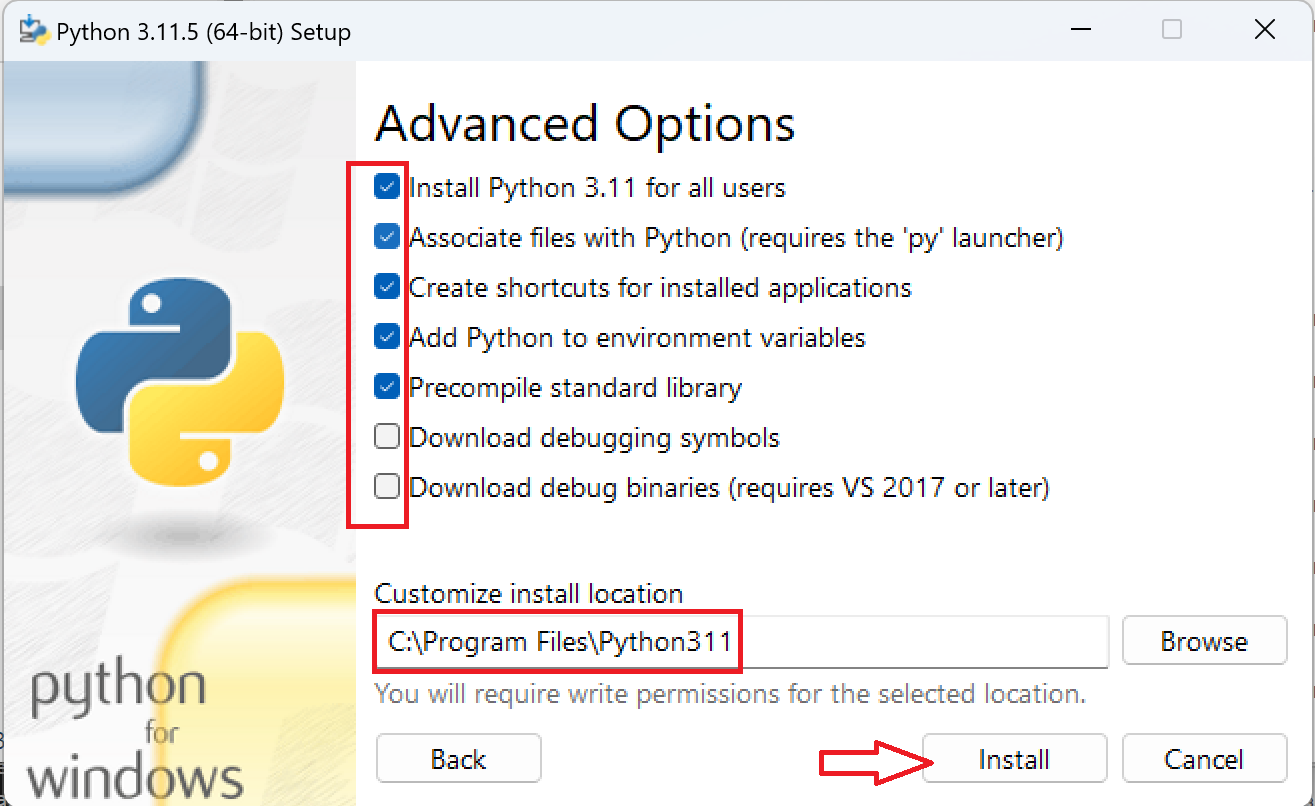 Python 3.11.5 (64-bit) Setup
Advanced Options
Install Python 3.11 for all users
Associate files with Python (requires the 'py' launcher)
Create shortcuts for installed applications
Add Python to environment variables
Precompile standard library
Download debugging symbols
Download debug binaries (requires VS 2017 or later)
Customize install location
C:\Program Files\Python311
Browse
You will require write permissions for the selected location.
python
for
windows
Back
Install
Cancel